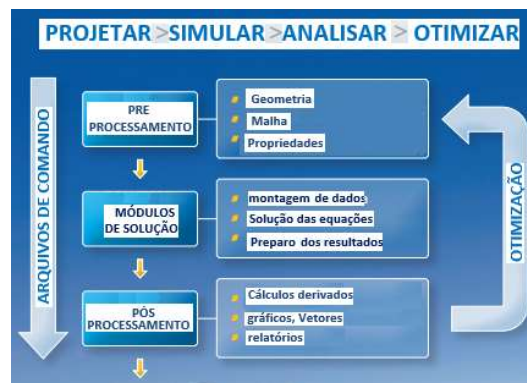 PROJETAR >SIMULAR >ANALISAR > OTIMIZAR
ARQUIVOS DE COMANDO
PRE
PROCESSAMENTO
Geometria
Malha
Propriedades
MÓDULOS
DE SOLUÇÃO
montagem de dados
Solução das equações
Preparo dos resultados
PÓS
PROCESSAMENTO
Cálculos derivados
gráficos, Vetores
relatórios
OTIMIZAÇÃO